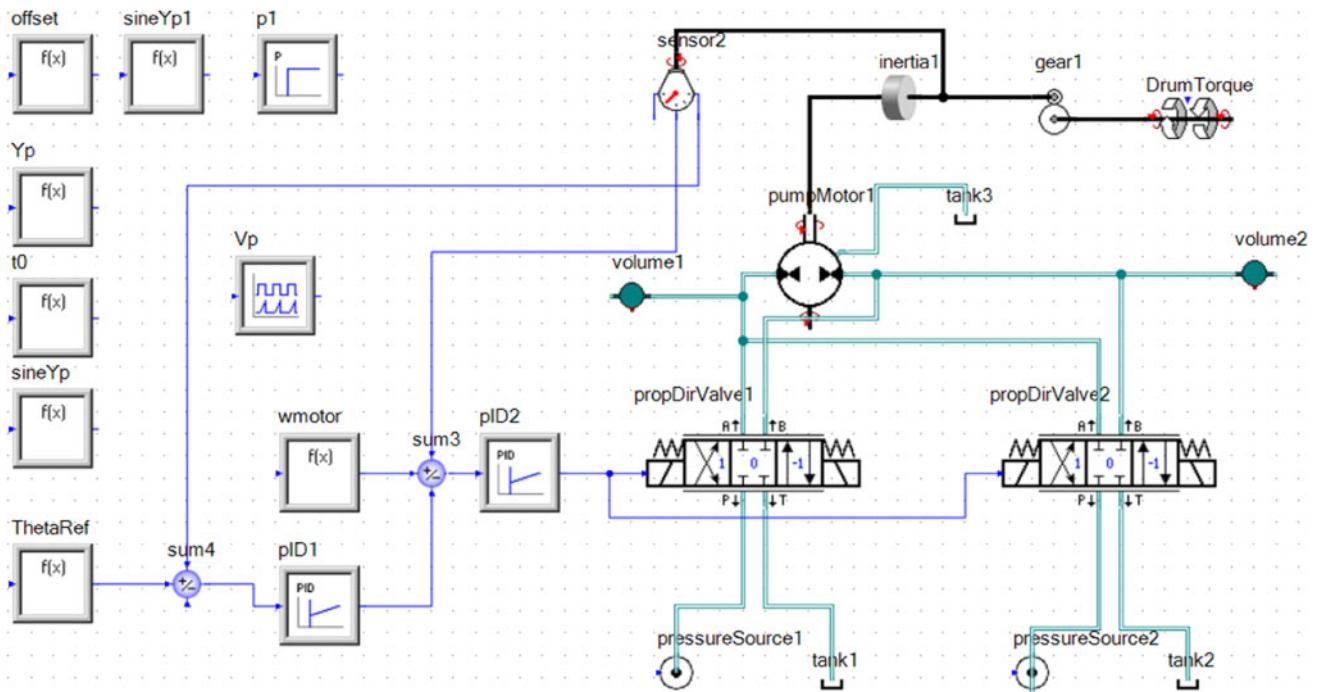 offset
sineYp1
p1
f(x)
f(x)
P
sensor2
inertia1
gear1
DrumTorque
Yp
f(x)
pumpMotor1
tank3
t0
f(x)
Vp
volume1
volume2
sineYp
f(x)
propDirValve1
propDirValve2
wmotor
f(x)
sum3
pID2
PID
A B
1 0 -1
P T
A B
1 0 -1
P T
ThetaRef
f(x)
sum4
+/-
+/-
pID1
PID
pressureSource1
tank1
pressureSource2
tank2